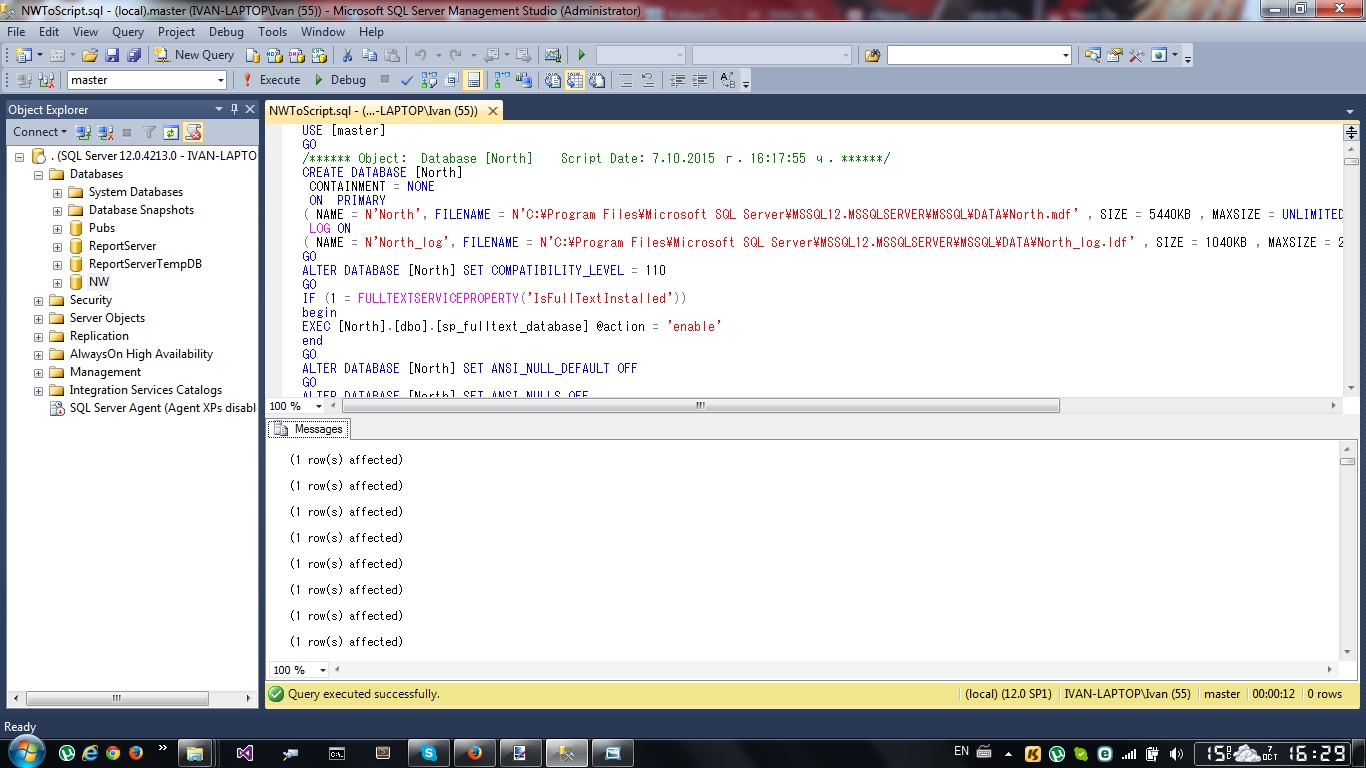 NWToScript.sql - (local).master (IVAN-LAPTOP\Ivan (55)) - Microsoft SQL Server Management Studio (Administrator)
File Edit View Query Project Debug Tools Window Help
New Query
master Execute Debug
Object Explorer
Connect
. (SQL Server 12.0.4213.0 - IVAN-LAPTO
Databases
System Databases
Database Snapshots
Pubs
ReportServer
ReportServerTempDB
NW
Security
Server Objects
Replication
AlwaysOn High Availability
Management
Integration Services Catalogs
SQL Server Agent (Agent XPs disabl
NWToScript.sql - (...-LAPTOP\Ivan (55))
USE [master]
GO
/****** Object:  Database [North]    Script Date: 7.10.2015 г. 16:17:55 ч. ******/
CREATE DATABASE [North]
CONTAINMENT = NONE
ON  PRIMARY
( NAME = N'North', FILENAME = N'C:¥Program Files¥Microsoft SQL Server¥MSSQL12.MSSQLSERVER¥MSSQL¥DATA¥North.mdf' , SIZE = 5440KB , MAXSIZE = UNLIMITED
LOG ON
( NAME = N'North_log', FILENAME = N'C:¥Program Files¥Microsoft SQL Server¥MSSQL12.MSSQLSERVER¥MSSQL¥DATA¥North_log.ldf' , SIZE = 1040KB , MAXSIZE = 2
GO
ALTER DATABASE [North] SET COMPATIBILITY_LEVEL = 110
GO
IF (1 = FULLTEXTSERVICEPROPERTY('IsFullTextInstalled'))
begin
EXEC [North].[dbo].[sp_fulltext_database] @action = 'enable'
end
GO
ALTER DATABASE [North] SET ANSI_NULL_DEFAULT OFF
GO
ALTER DATABASE [North] SET ANSI_NULLS OFF
100 %
Messages
(1 row(s) affected)
(1 row(s) affected)
(1 row(s) affected)
(1 row(s) affected)
(1 row(s) affected)
(1 row(s) affected)
(1 row(s) affected)
(1 row(s) affected)
100 %
Query executed successfully. (local) (12.0 SP1) IVAN-LAPTOP\Ivan (55) master 00:00:12 0 rows
Ready
EN 15 7 OCT 16:29